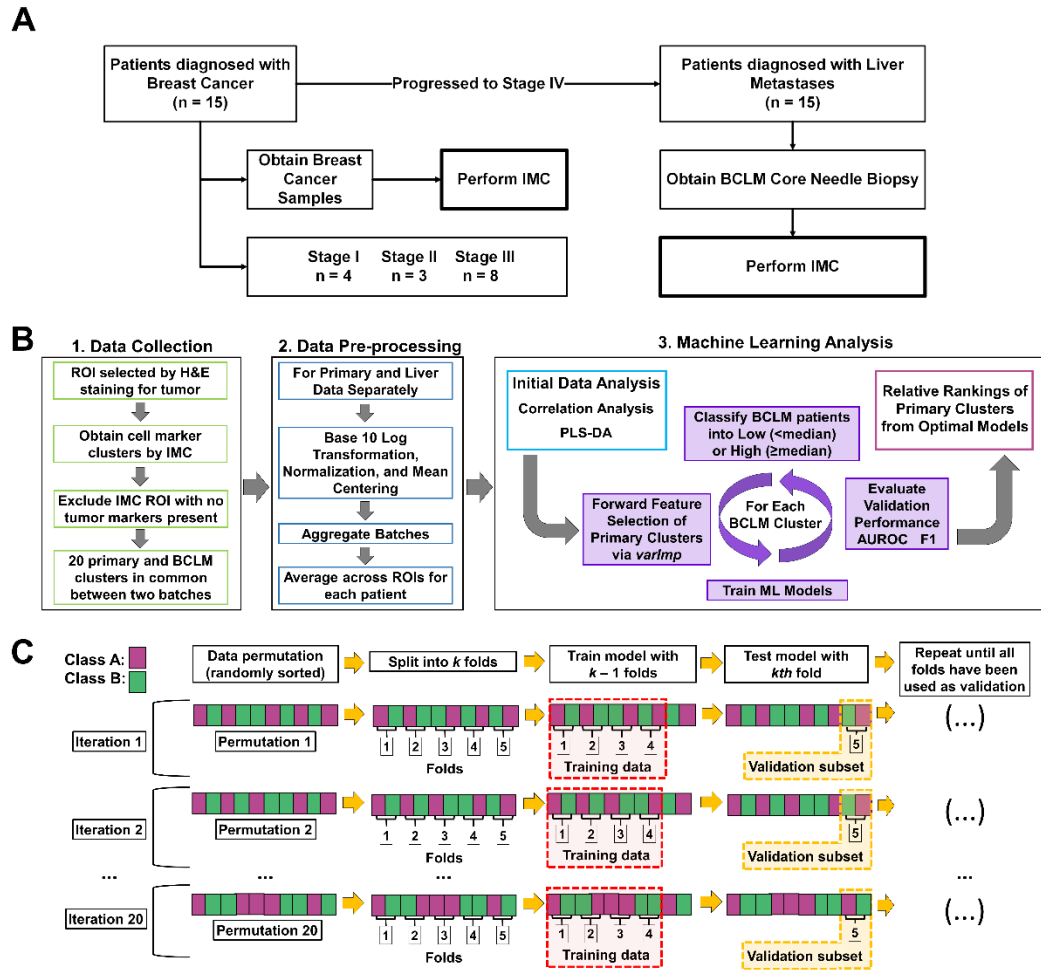 A
Patients diagnosed with
Breast Cancer
(n = 15)
Progressed to Stage IV
Patients diagnosed with Liver
Metastases
(n = 15)
Obtain Breast
Cancer
Samples
Perform IMC
Obtain BCLM Core Needle Biopsy
Stage I Stage II Stage III
n = 4 n = 3 n = 8
Perform IMC
B
1. Data Collection
ROI selected by H&E
staining for tumor
Obtain cell marker
clusters by IMC
Exclude IMC ROI with no
tumor markers present
20 primary and BCLM
clusters in common
between two batches
2. Data Pre-processing
For Primary and Liver
Data Separately
Base 10 Log
Transformation,
Normalization, and Mean
Centering
Aggregate Batches
Average across ROIs for
each patient
3. Machine Learning Analysis
Initial Data Analysis
Correlation Analysis
PLS-DA
Classify BCLM patients
into Low (<median)
or High (≥median)
Relative Rankings of
Primary Clusters
from Optimal Models
Forward Feature
Selection of
Primary Clusters
via varImp
For Each
BCLM Cluster
Evaluate
Validation
Performance
AUROC F1
Train ML Models
C
Class A:
Class B:
Data permutation
(randomly sorted)
Split into k folds
Train model with
k – 1 folds
Test model with
kth fold
Repeat until all
folds have been
used as validation
Iteration 1
Permutation 1
1 2 3 4 5
Folds
1 2 3 4
Training data
5
Validation subset
(...)
Iteration 2
Permutation 2
1 2 3 4 5
Folds
1 2 3 4
Training data
5
Validation subset
(...)
... ... ... ... ... ...
Iteration 20
Permutation 20
1 2 3 4 5
Folds
1 2 3 4
Training data
5
Validation subset
(...)